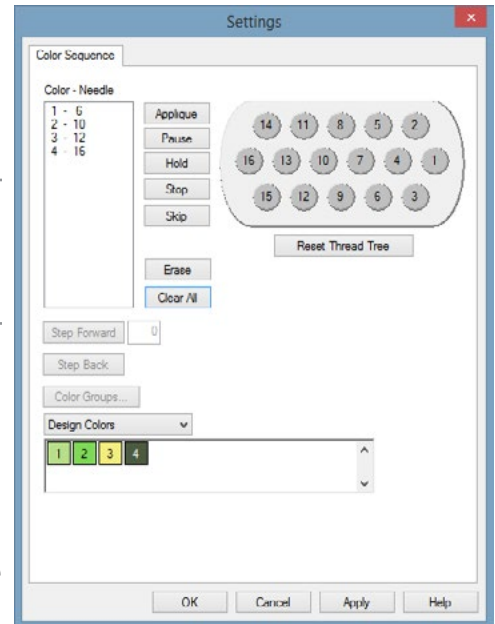 Settings
Color Sequence
Color - Needle
1 - 6
2 - 10
3 - 12
4 - 16
Applique
Pause
Hold
Stop
Skip
Erase
Clear All
14 11 8 5 2
16 13 10 7 4 1
15 12 9 6 3
Reset Thread Tree
Step Forward 0
Step Back
Color Groups...
Design Colors
1 2 3 4
OK Cancel Apply Help